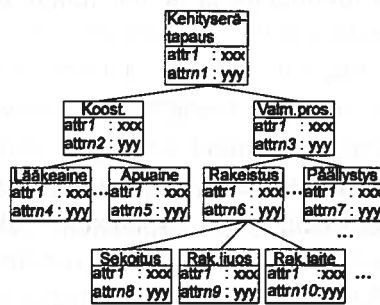 Kehityserä-
tapaus
attr1 : xxx
attrn1 : yyy
Koost.
attr1 : xxx
attrn2 : yyy
Valm.pros.
attr1 : xxx
attrn3 : yyy
Lääkeaine
attr1 : xxx
attrn4 : yyy
...
Apuaine
attr1 : xxx
attrn5 : yyy
Rakeistus
attr1 : xxx
attrn6 : yyy
...
Päällystys
attr1 : xxx
attrn7 : yyy
...
Sekoitus
attr1 : xxx
attrn8 : yyy
Rak.liuos
attr1 : xxx
attrn9 : yyy
Rak.laite
attr1 :xxx
attrn10:yyy
...